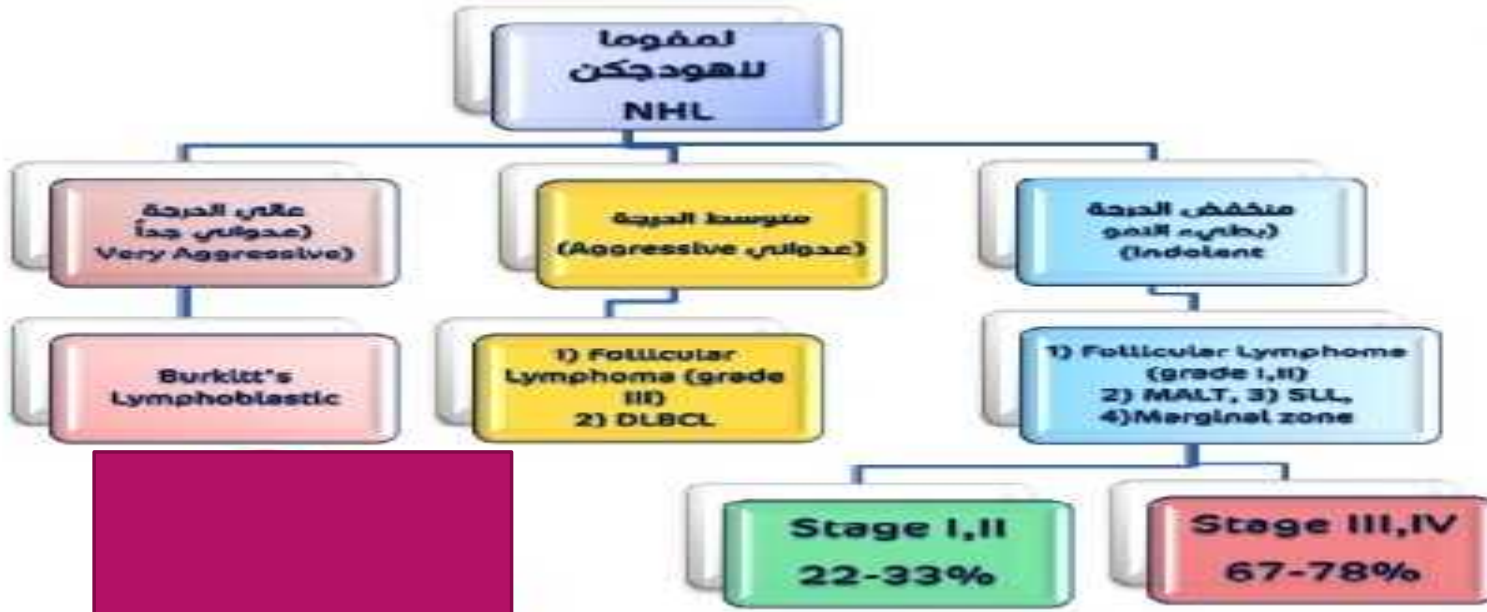 لمفوما
للهودجكن
NHL
عالي الدرجة
(عدواني جداً
Very Aggressive)
متوسط الدرجة
(عدواني Aggressive)
منخفض الدرجة
(بطيء النمو
Indolent)
Burkitt's
Lymphoblastic
1) Follicular
Lymphoma (grade
III)
2) DLBCL
1) Follicular Lymphoma
(grade I,II)
2) MALT, 3) SLL,
4)Marginal zone
Stage I,II
22-33%
Stage III,IV
67-78%